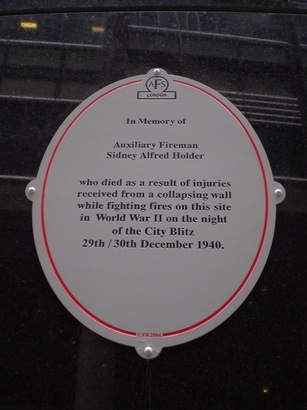 AFS
LONDON
In Memory of
Auxiliary Fireman
Sidney Alfred Holder
who died as a result of injuries
received from a collapsing wall
while fighting fires on this site
in World War II on the night
of the City Blitz
29th / 30th December 1940.